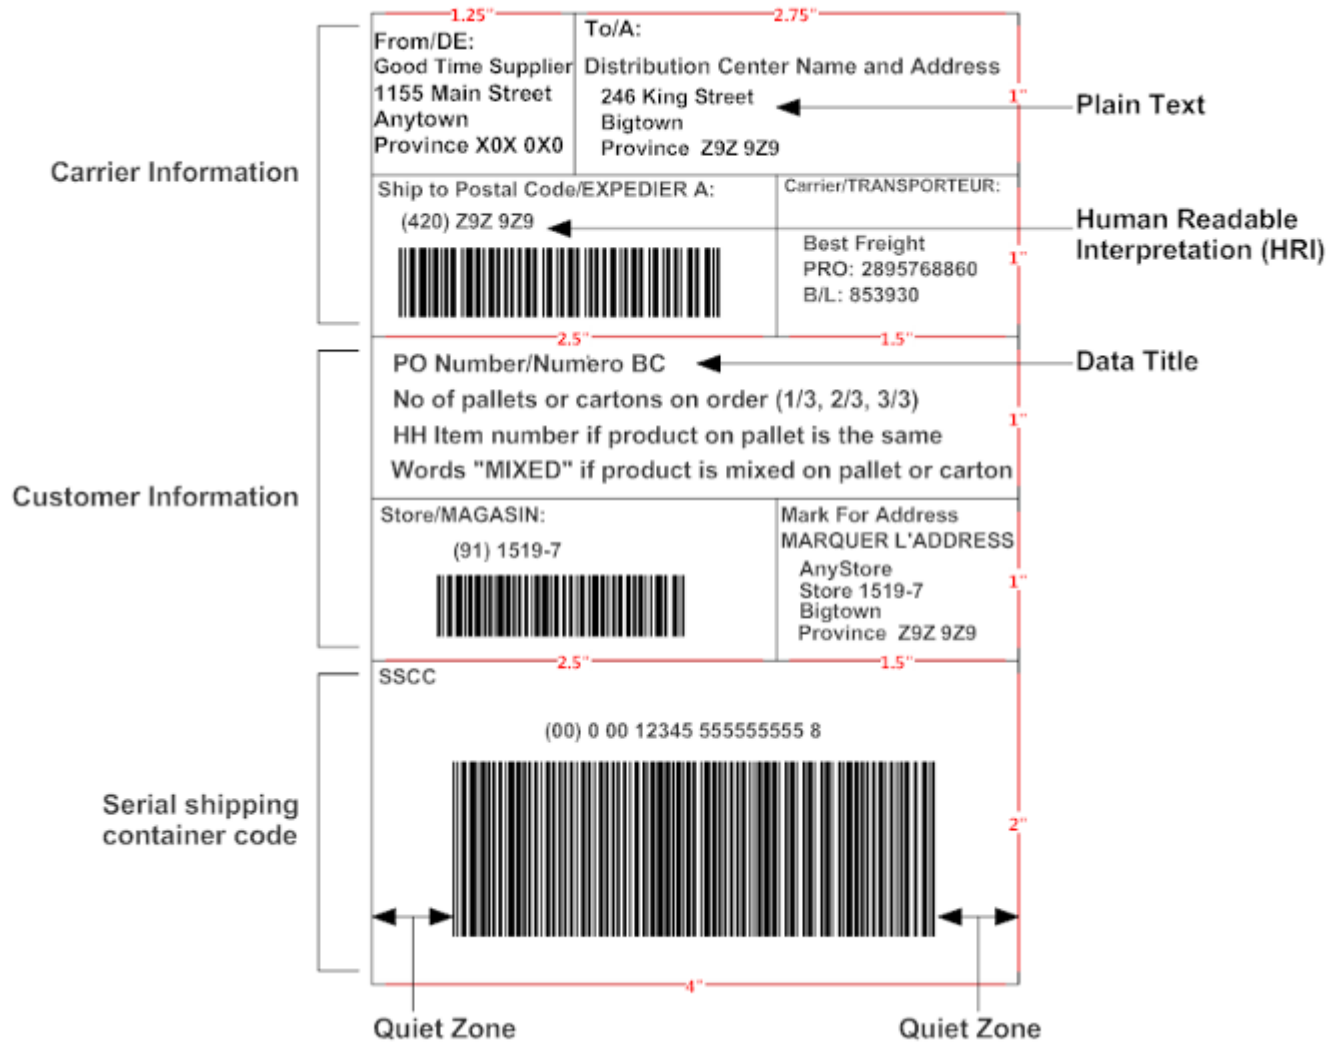 1.25"
2.75"
From/DE:
Good Time Supplier
1155 Main Street
Anytown
Province X0X 0X0
To/A:
Distribution Center Name and Address
246 King Street
Bigtown
Province Z9Z 9Z9
1"
Plain Text
Carrier Information
Ship to Postal Code/EXPEDIER A:
(420) Z9Z 9Z9
Carrier/TRANSPORTEUR:
Best Freight
PRO: 2895768860
B/L: 853930
1"
Human Readable
Interpretation (HRI)
2.5"
1.5"
PO Number/Numero BC
No of pallets or cartons on order (1/3, 2/3, 3/3)
HH Item number if product on pallet is the same
Words "MIXED" if product is mixed on pallet or carton
1"
Data Title
Customer Information
Store/MAGASIN:
(91) 1519-7
Mark For Address
MARQUER L'ADDRESS
AnyStore
Store 1519-7
Bigtown
Province Z9Z 9Z9
1"
2.5"
1.5"
SSCC
(00) 0 00 12345 5555555555 8
Serial shipping
container code
2"
4"
Quiet Zone
Quiet Zone